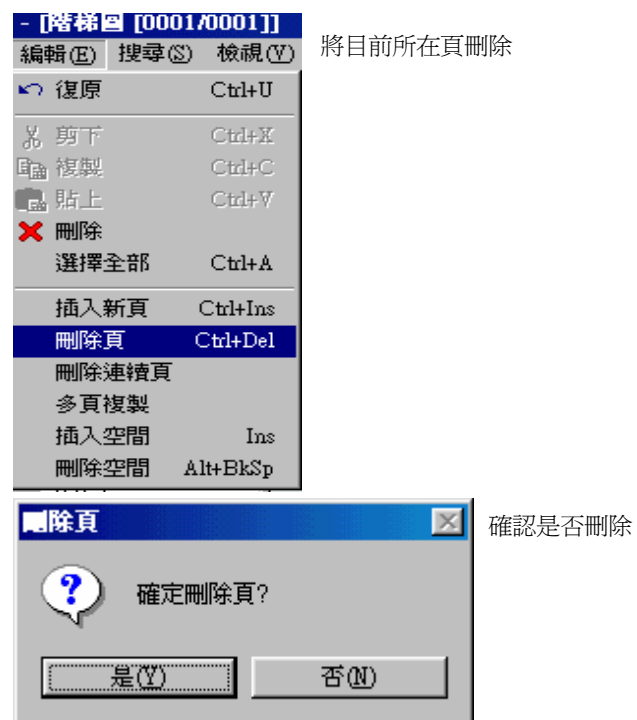 - [階梯圖 [0001/0001]]
編輯(E) 搜尋(S) 檢視(V)
將目前所在頁刪除
復原 Ctrl+U
剪下 Ctrl+X
複製 Ctrl+C
貼上 Ctrl+V
刪除
選擇全部 Ctrl+A
插入新頁 Ctrl+Ins
刪除頁 Ctrl+Del
刪除連續頁
多頁複製
插入空間 Ins
刪除空間 Alt+BkSp
刪除頁
確認是否刪除
確定刪除頁?
是(Y) 否(N)